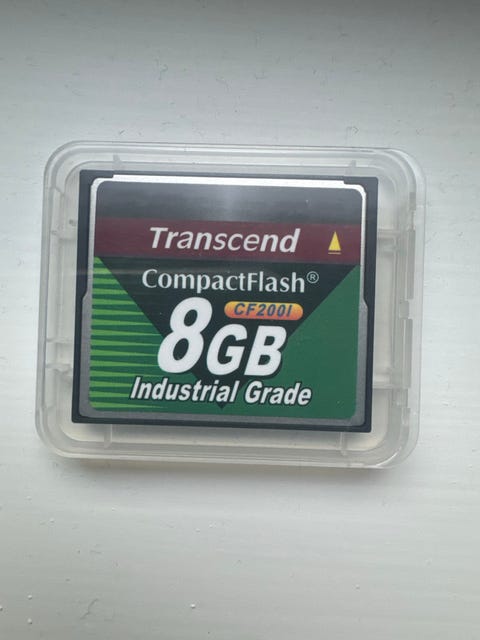 Transcend
CompactFlash®
CF200I
8GB
Industrial Grade